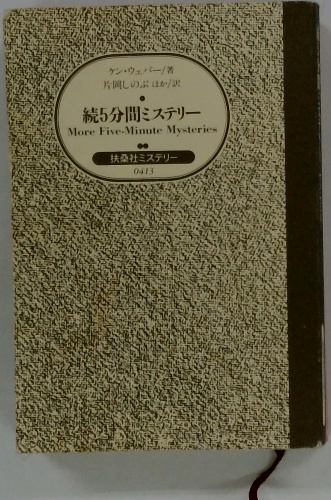 ケン・ウェバー/著
片岡しのぶ ほか/訳
続5分間ミステリー
More Five-Minute Mysteries
扶桑社ミステリー
0413